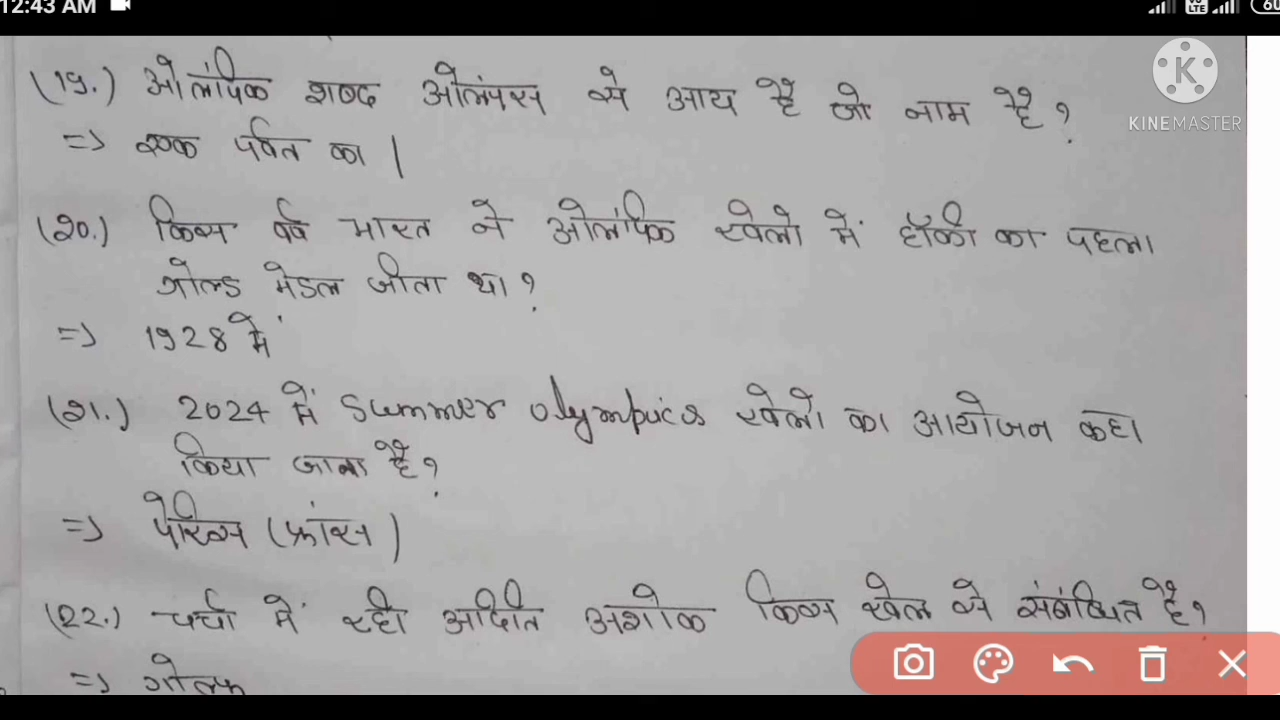 12:43 AM
KINEMASTER
(19.) ओलंपिक शब्द ओलंपस से आय है जो नाम है?
=> एक पर्वत का |
(20.) किस वर्ष भारत ने ओलंपिक खेलो में हॉकी का पहला
गोल्ड मेडल जीता था?
=> 1928 में
(21.) 2024 में Summer Olympics खेलो का आयोजन कहा
किया जाना है?
=> पेरिस (फ्रांस)
(22.) चर्चा में रही अदिति अशोक किस खेल से संबंधित है?
=> गोल्फ